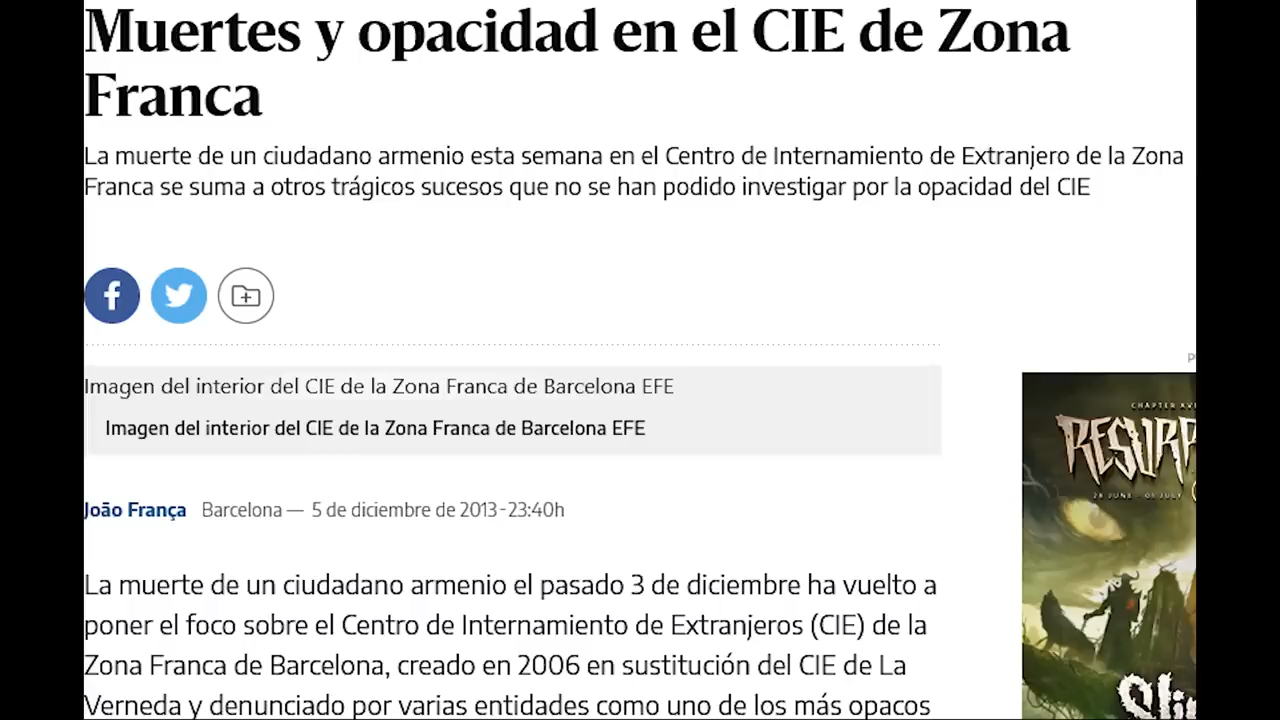 Muertes y opacidad en el CIE de Zona
Franca
La muerte de un ciudadano armenio esta semana en el Centro de Internamiento de Extranjero de la Zona
Franca se suma a otros trágicos sucesos que no se han podido investigar por la opacidad del CIE
Imagen del interior del CIE de la Zona Franca de Barcelona EFE
Imagen del interior del CIE de la Zona Franca de Barcelona EFE
João França Barcelona — 5 de diciembre de 2013 - 23:40h
La muerte de un ciudadano armenio el pasado 3 de diciembre ha vuelto a
poner el foco sobre el Centro de Internamiento de Extranjeros (CIE) de la
Zona Franca de Barcelona, creado en 2006 en sustitución del CIE de La
Verneda y denunciado por varias entidades como uno de los más opacos
CHAPTER
RESURR
28 JUNE - 01 JULY